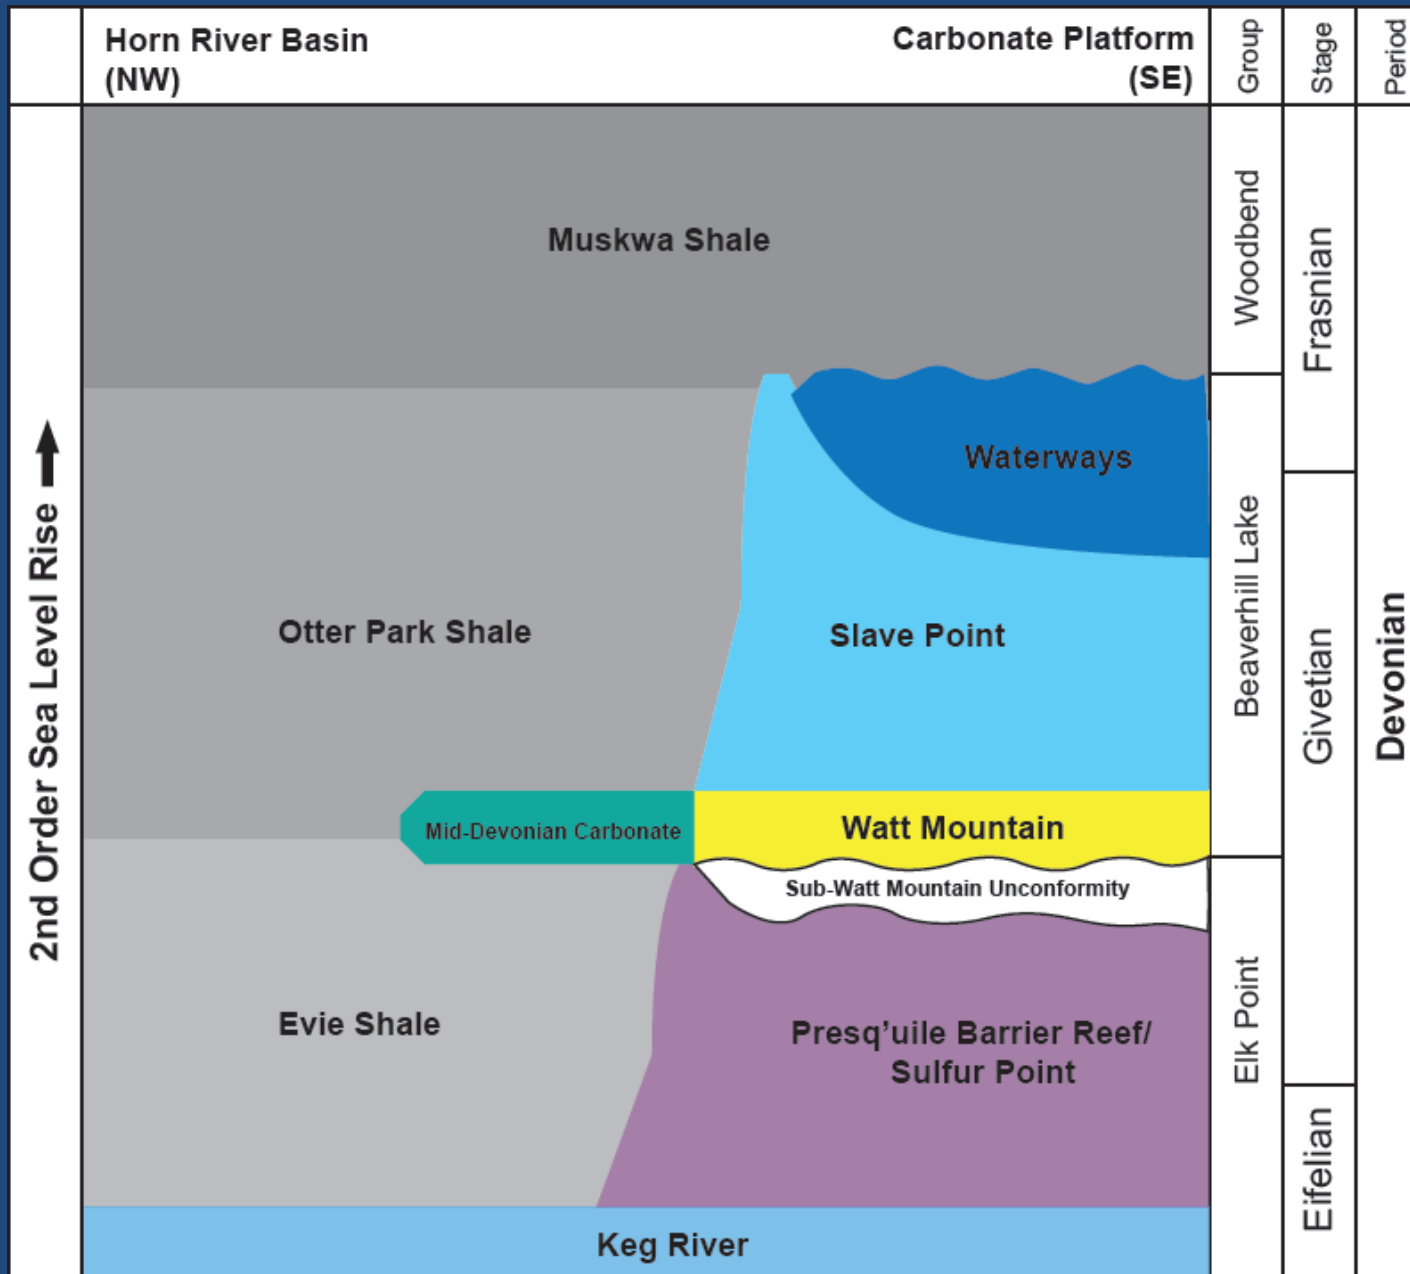 Horn River Basin
(NW)
Carbonate Platform
(SE)
Group
Stage
Period
2nd Order Sea Level Rise
Muskwa Shale
Waterways
Otter Park Shale
Slave Point
Mid-Devonian Carbonate
Watt Mountain
Sub-Watt Mountain Unconformity
Evie Shale
Presq’uile Barrier Reef/
Sulfur Point
Keg River
Woodbend
Beaverhill Lake
Elk Point
Frasnian
Givetian
Eifelian
Devonian